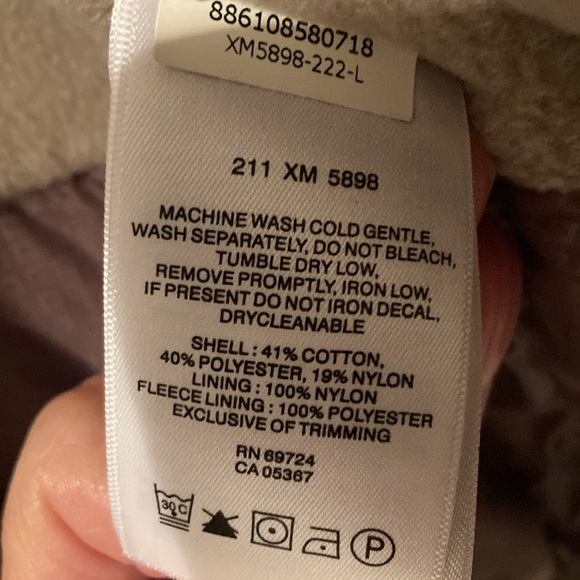 886108580718
XM5898-222-L
211 XM 5898
MACHINE WASH COLD GENTLE,
WASH SEPARATELY, DO NOT BLEACH,
TUMBLE DRY LOW,
REMOVE PROMPTLY, IRON LOW,
IF PRESENT DO NOT IRON DECAL,
DRYCLEANABLE
SHELL : 41% COTTON,
40% POLYESTER, 19% NYLON
LINING : 100% NYLON
FLEECE LINING : 100% POLYESTER
EXCLUSIVE OF TRIMMING
RN 69724
CA 05367
30C
P